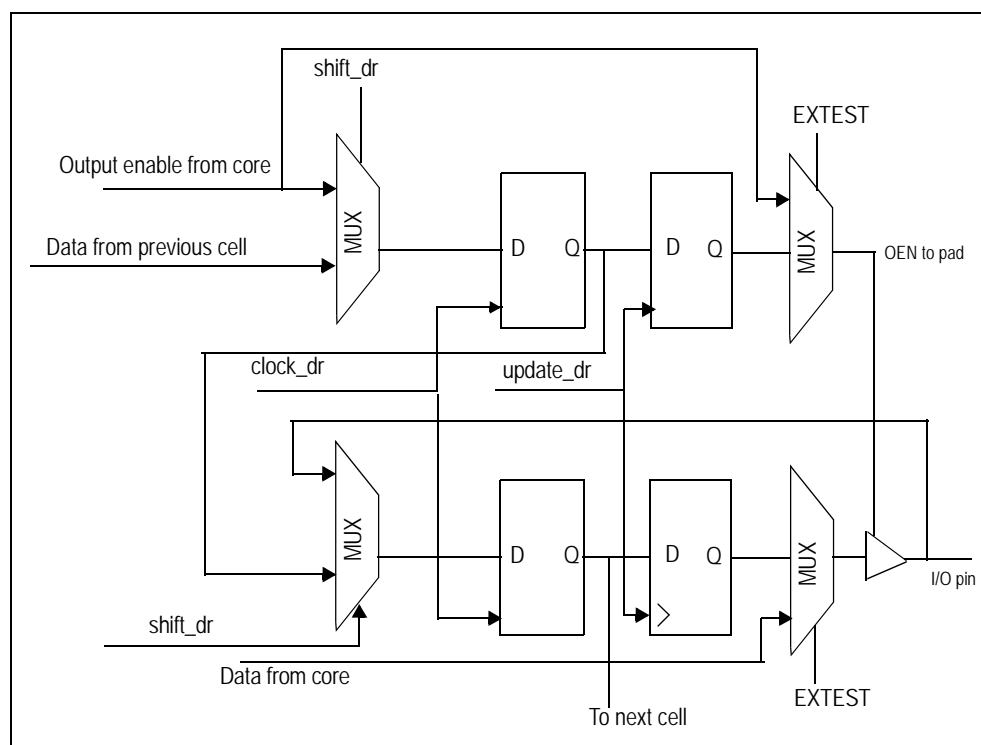 shift_dr
EXTEST
Output enable from core
MUX
D Q
D Q
MUX
Data from previous cell
OEN to pad
clock_dr
update_dr
MUX
D Q
D Q
MUX
I/O pin
shift_dr
Data from core
EXTEST
To next cell